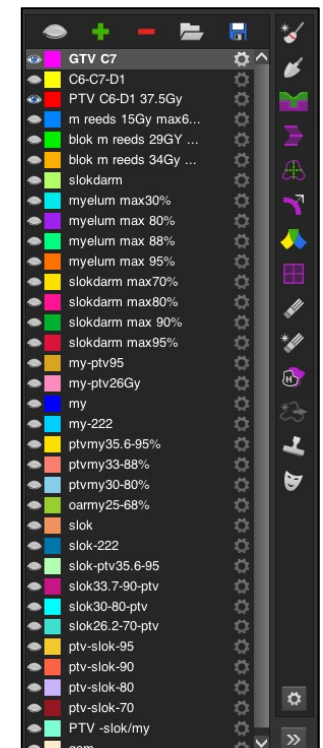 GTV C7
C6-C7-D1
PTV C6-D1 37.5Gy
m reeds 15Gy max6...
blok m reeds 29GY ...
blok m reeds 34Gy ...
slokdarm
myelum max30%
myelum max 80%
myelum max 88%
myelum max 95%
slokdarm max70%
slokdarm max80%
slokdarm max 90%
slokdarm max95%
my-ptv95
my-ptv26Gy
my
my-222
ptvmy35.6-95%
ptvmy33-88%
ptvmy30-80%
oarmy25-68%
slok
slok-222
slok-ptv35.6-95
slok33.7-90-ptv
slok30-80-ptv
slok26.2-70-ptv
ptv-slok-95
ptv-slok-90
ptv-slok-80
ptv-slok-70
PTV -slok/my